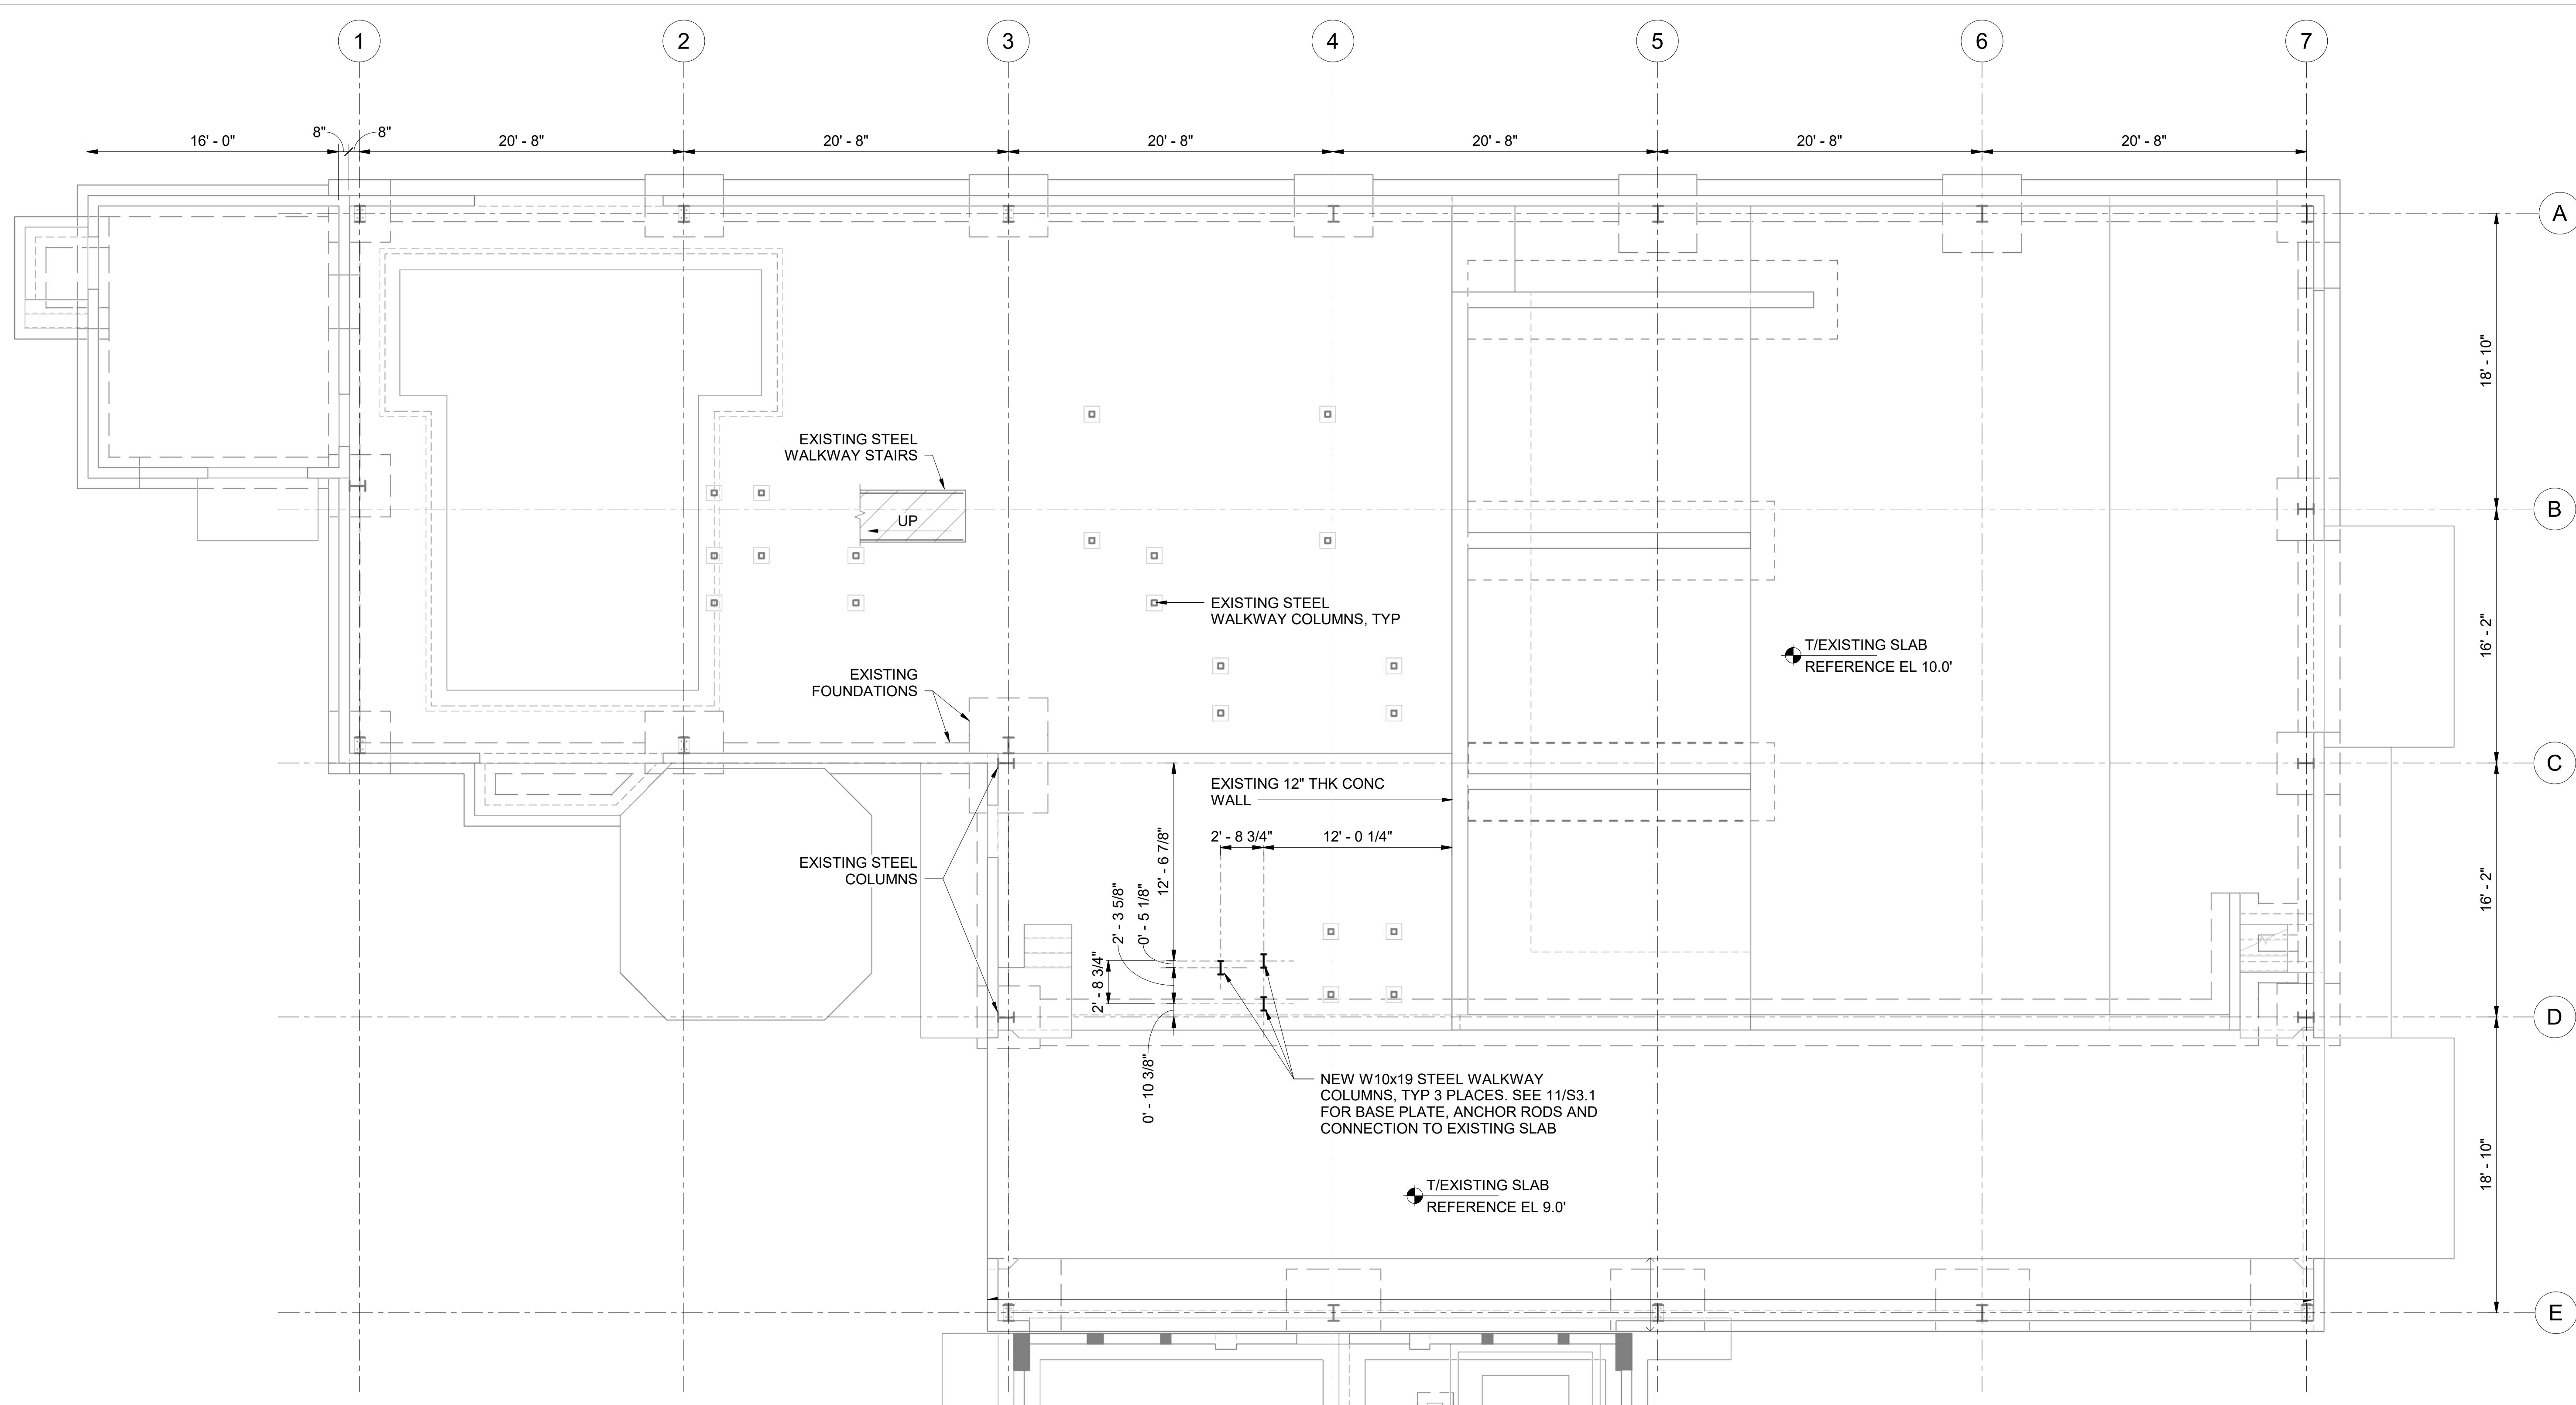 1
2
3
4
5
6
7
16' - 0"
8"
8"
20' - 8"
20' - 8"
20' - 8"
20' - 8"
20' - 8"
20' - 8"
A
18' - 10"
EXISTING STEEL
WALKWAY STAIRS
UP
B
EXISTING STEEL
WALKWAY COLUMNS, TYP
16' - 2"
T/EXISTING SLAB
REFERENCE EL 10.0'
EXISTING
FOUNDATIONS
C
EXISTING 12" THK CONC
WALL
2' - 8 3/4"
12' - 0 1/4"
12' - 6 7/8"
EXISTING STEEL
COLUMNS
2' - 3 5/8"
0' - 5 1/8"
2' - 8 3/4"
16' - 2"
D
0' - 10 3/8"
NEW W10x19 STEEL WALKWAY
COLUMNS, TYP 3 PLACES. SEE 11/S3.1
FOR BASE PLATE, ANCHOR RODS AND
CONNECTION TO EXISTING SLAB
18' - 10"
T/EXISTING SLAB
REFERENCE EL 9.0'
E